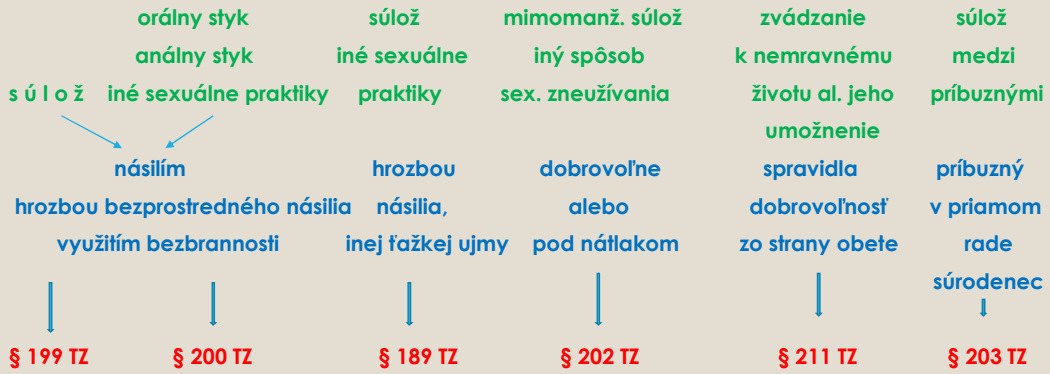 orálny styk súlož mimomanž. súlož zvádzanie súlož
análny styk iné sexuálne iný spôsob k nemravnému medzi
s ú l o ž iné sexuálne praktiky praktiky sex. zneužívania životu al. jeho príbuznými
umožnenie
násilím hrozbou dobrovoľne spravidla príbuzný
hrozbou bezprostredného násilia násilia, alebo dobrovoľnosť v priamom
využitím bezbrannosti inej ťažkej ujmy pod nátlakom zo strany obete rade
súrodenec
§ 199 TZ § 200 TZ § 189 TZ § 202 TZ § 211 TZ § 203 TZ